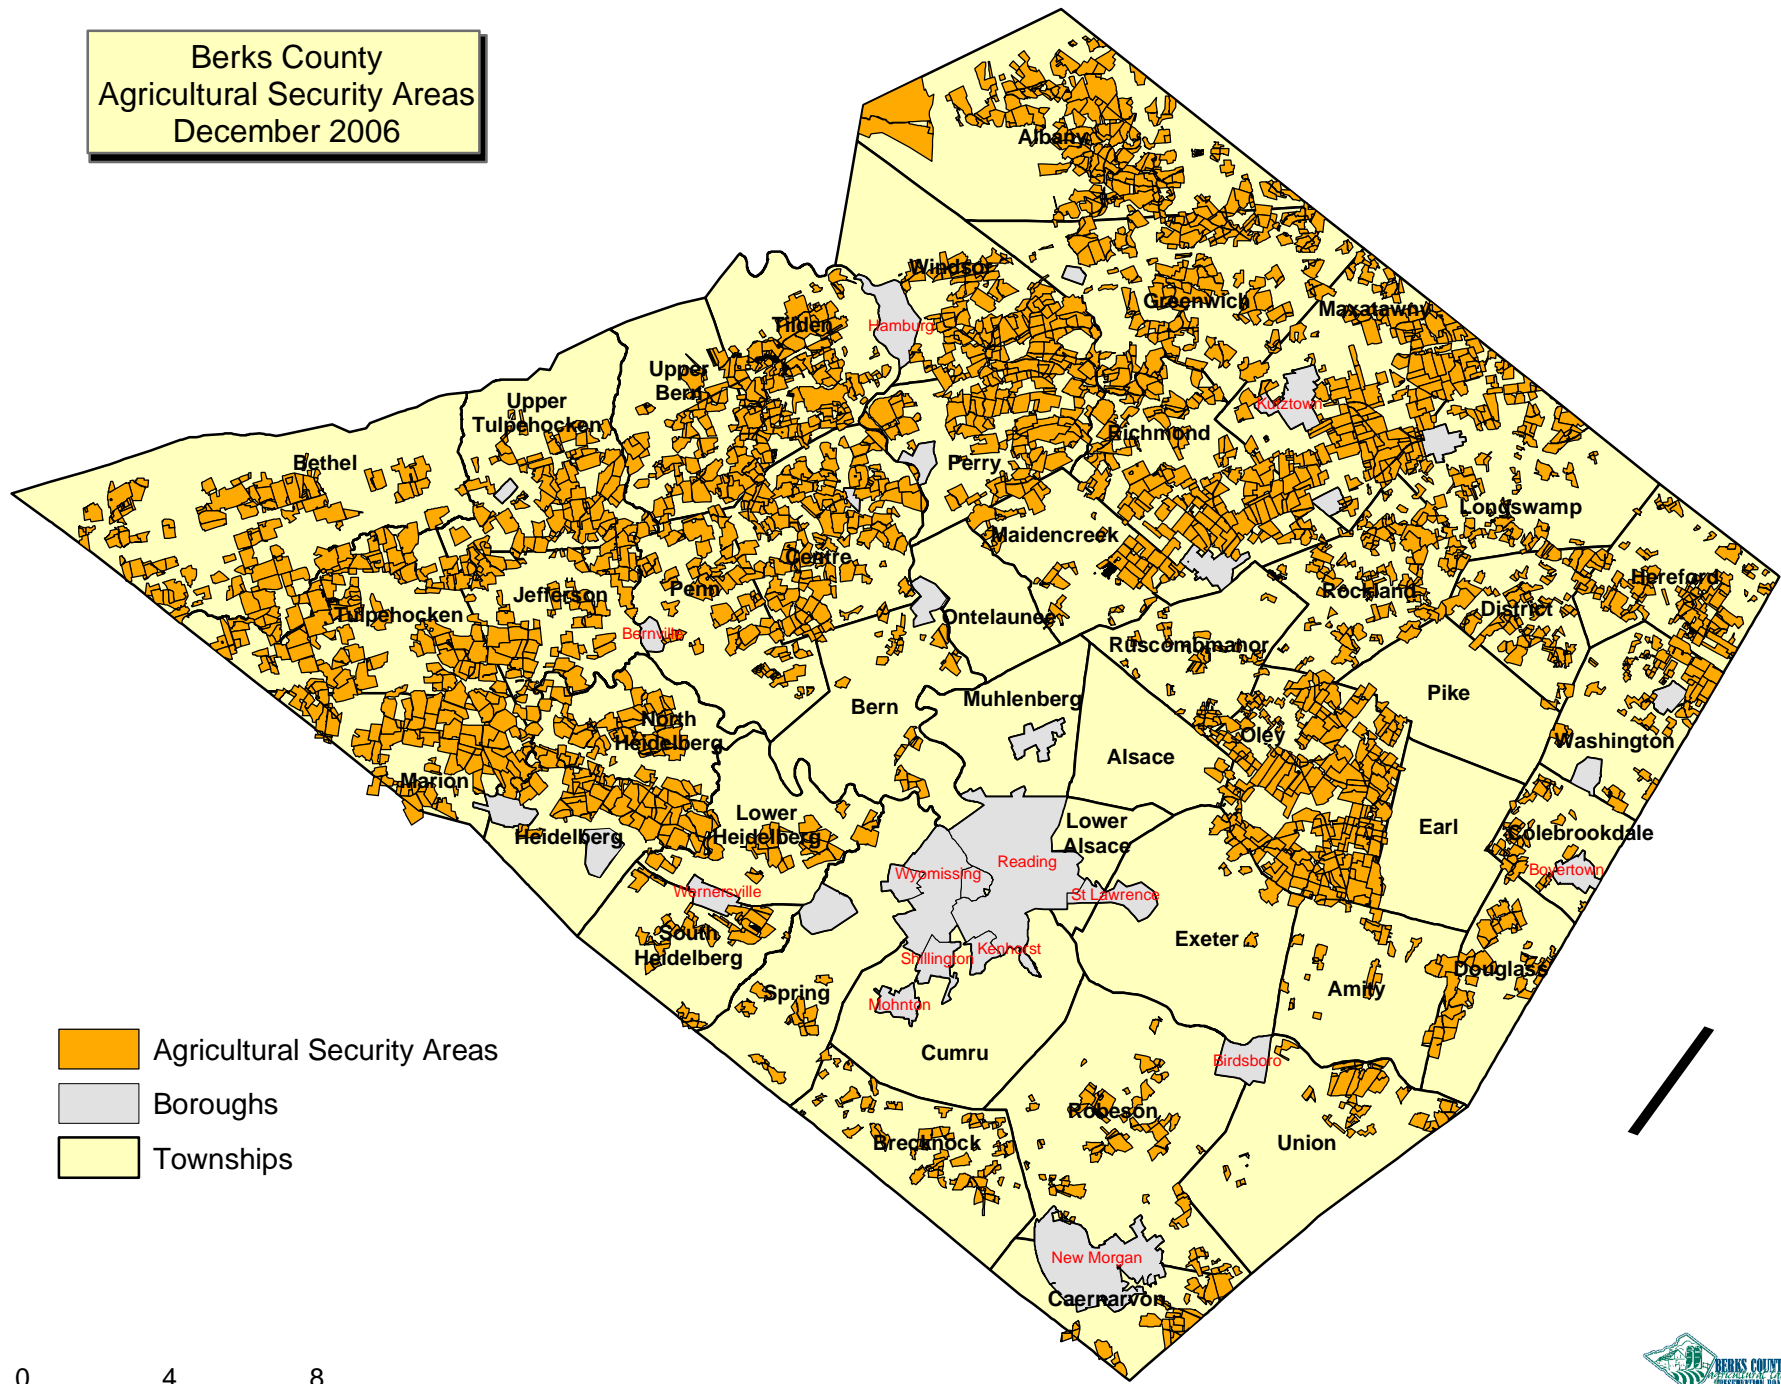 Berks County
Agricultural Security Areas
December 2006
Albany
Windsor
Greenwich
Maxatawny
Tilden
Hamburg
Upper
Bern
Upper
Tulpehocken
Kutztown
Richmond
Bethel
Perry
Longswamp
Maidencreek
Centre
Hereford
Penn
Jefferson
Rockland
District
Tulpehocken
Ontelaunee
Bernville
Ruscombmanor
Pike
Muhlenberg
Bern
North
Heidelberg
Oley
Washington
Alsace
Marion
Lower
Heidelberg
Heidelberg
Lower
Alsace
Earl
Colebrookdale
Reading
Boyertown
Wyomissing
Wernersville
St Lawrence
South
Heidelberg
Exeter
Kenhorst
Shillington
Douglass
Amity
Spring
Mohnton
Agricultural Security Areas
Cumru
Birdsboro
Boroughs
Robeson
Brecknock
Union
Townships
New Morgan
Caernarvon
0 4 8
BERKS COUNT